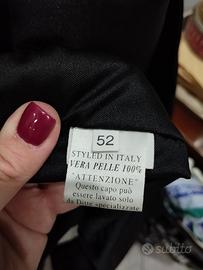 52
STYLED IN ITALY
VERA PELLE 100%
"ATTENZIONE"
Questo capo può
essere lavato solo
da Ditte specializzate
subito